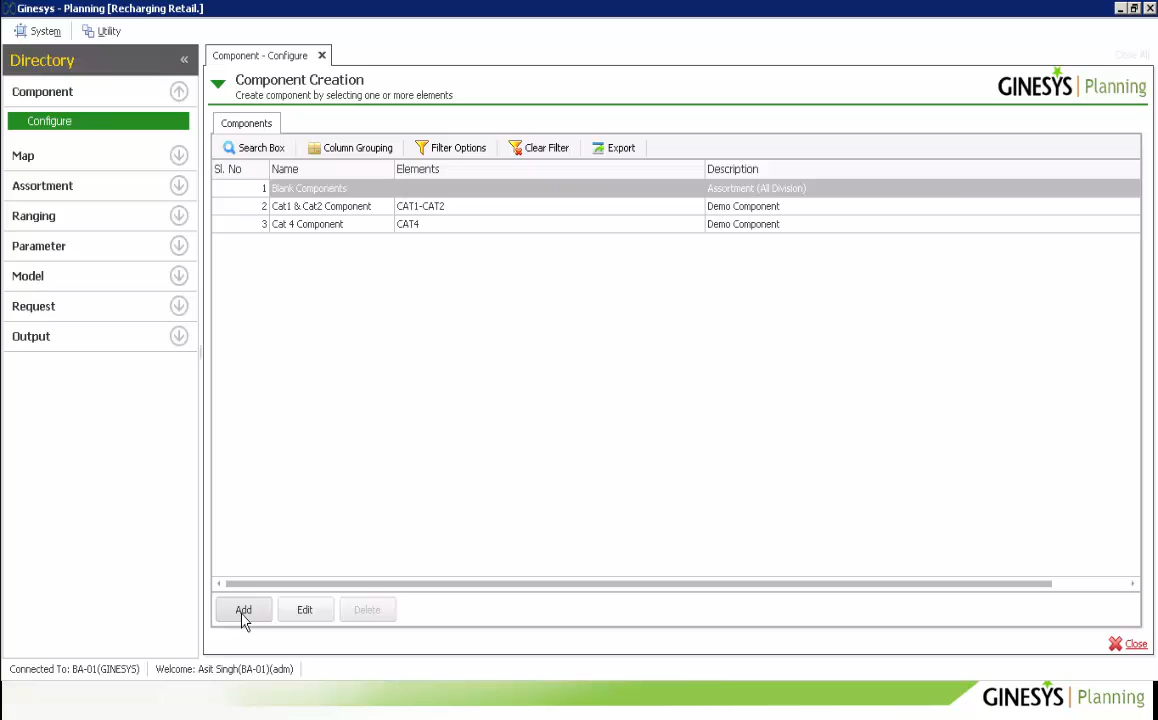 Ginesys - Planning [Recharging Retail.]
System Utility
Directory «
Component - Configure
Close All
Component
Component Creation
Create component by selecting one or more elements
GINESYS | Planning
Configure
Components
Search Box Column Grouping Filter Options Clear Filter Export
Map
Sl. No Name Elements Description
Assortment
1 Blank Components Assortment (All Division)
2 Cat1 & Cat2 Component CAT1-CAT2 Demo Component
Ranging
3 Cat 4 Component CAT4 Demo Component
Parameter
Model
Request
Output
Add Edit Delete
Close
Connected To: BA-01(GINESYS) Welcome: Asit Singh(BA-01)(adm)
GINESYS | Planning